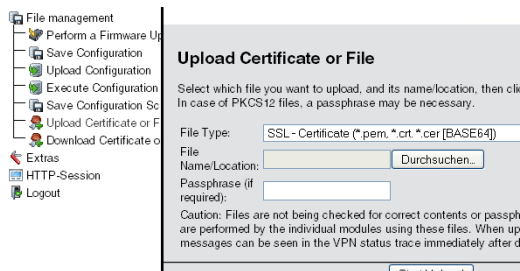 File management
Perform a Firmware Up
Save Configuration
Upload Configuration
Execute Configuration
Save Configuration Sc
Upload Certificate or F
Download Certificate o
Extras
HTTP-Session
Logout
Upload Certificate or File
Select which file you want to upload, and its name/location, then cli
In case of PKCS12 files, a passphrase may be necessary.
File Type: SSL - Certificate (*.pem, *.crt. *.cer [BASE64])
File
Name/Location: Durchsuchen...
Passphrase (if
required):
Caution: Files are not being checked for correct contents or passph
are performed by the individual modules using these files. When up
messages can be seen in the VPN status trace immediately after d